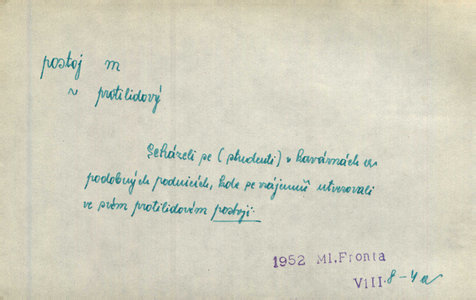 postoj m
~ protilidový
Scházeli se (studenti) v kavárnách a
podobných podnicích, kde se vzájemně utvrzovali
ve svém protilidovém postoji.
1952 Ml.Fronta
VIII. 8-4a